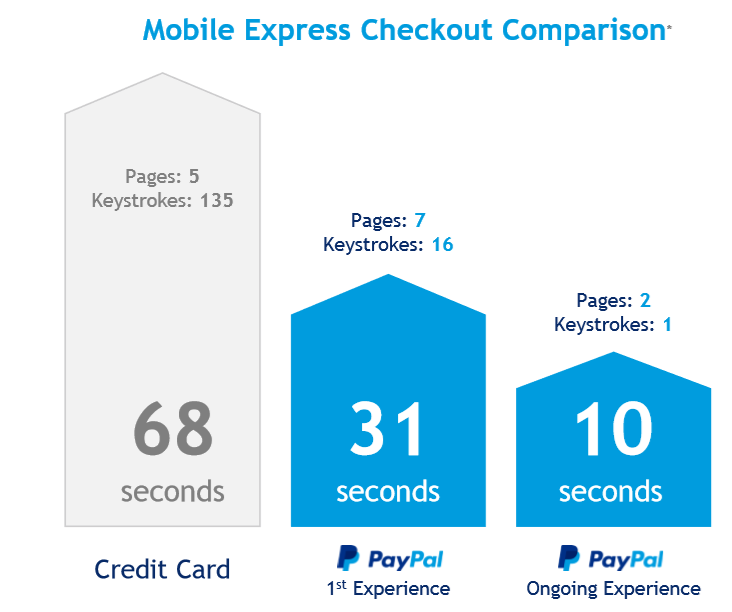 Mobile Express Checkout Comparison*
Pages: 5
Keystrokes: 135
68
seconds
Credit Card
Pages: 7
Keystrokes: 16
31
seconds
PayPal
1st Experience
Pages: 2
Keystrokes: 1
10
seconds
PayPal
Ongoing Experience